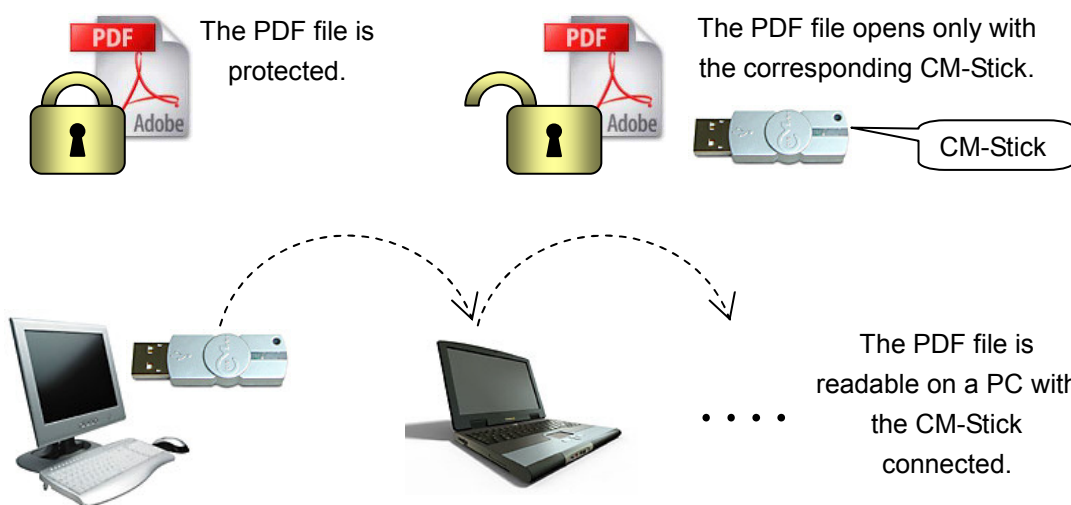 PDF
Adobe
The PDF file is
protected.
PDF
Adobe
The PDF file opens only with
the corresponding CM-Stick.
CM-Stick
The PDF file is
readable on a PC with
the CM-Stick
connected.